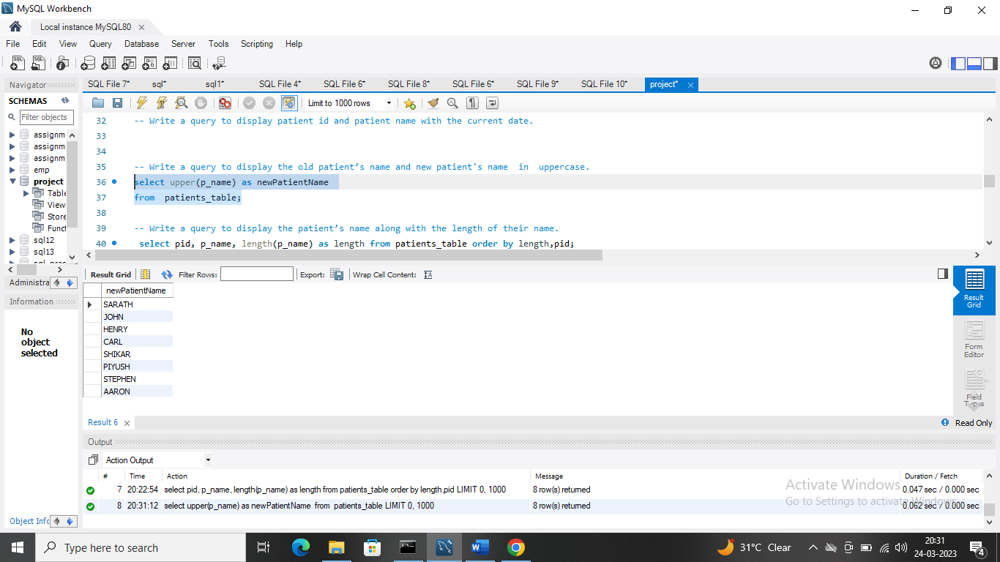 MySQL Workbench
Local instance MySQL80
File Edit View Query Database Server Tools Scripting Help
Navigator
SCHEMAS
Filter objects
assignm
assignm
assignm
emp
project
Table
View
Store
Funct
sql12
sql13
Administra
Information
No
object
selected
Object Info
SQL File 7* sql* sql1* SQL File 4* SQL File 6* SQL File 8* SQL File 6* SQL File 9* SQL File 10* project*
Limit to 1000 rows
32 -- Write a query to display patient id and patient name with the current date.
33
34
35 -- Write a query to display the old patient’s name and new patient's name  in  uppercase.
36 select upper(p_name) as newPatientName
37 from  patients_table;
38
39 -- Write a query to display the patient’s name along with the length of their name.
40 select pid, p_name, length(p_name) as length from patients_table order by length,pid;
Result Grid Filter Rows: Export: Wrap Cell Content:
newPatientName
SARATH
JOHN
HENRY
CARL
SHIKAR
PIYUSH
STEPHEN
AARON
Result
Grid
Form
Editor
Field
Types
Result 6
Read Only
Output
Action Output
# Time Action Message Duration / Fetch
7 20:22:54 select pid, p_name, length(p_name) as length from patients_table order by length,pid LIMIT 0, 1000 8 row(s) returned 0.047 sec / 0.000 sec
8 20:31:12 select upper(p_name) as newPatientName  from  patients_table LIMIT 0, 1000 8 row(s) returned 0.062 sec / 0.000 sec
Activate Windows
Go to Settings to activate Windows.
Type here to search
31°C Clear
20:31
24-03-2023
4